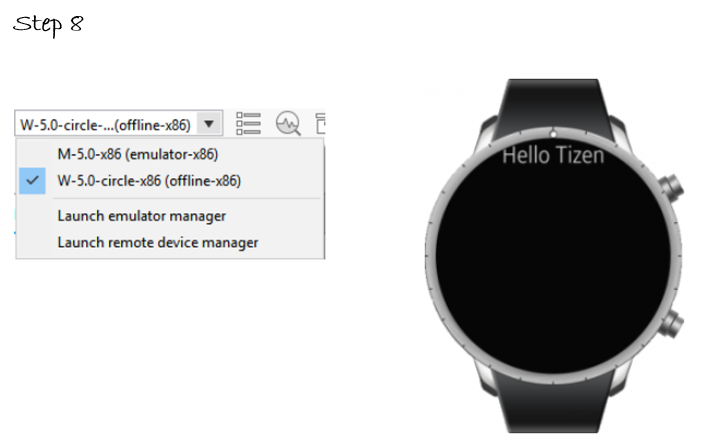 Step 8
W-5.0-circle-...(offline-x86)
M-5.0-x86 (emulator-x86)
W-5.0-circle-x86 (offline-x86)
Launch emulator manager
Launch remote device manager
Hello Tizen